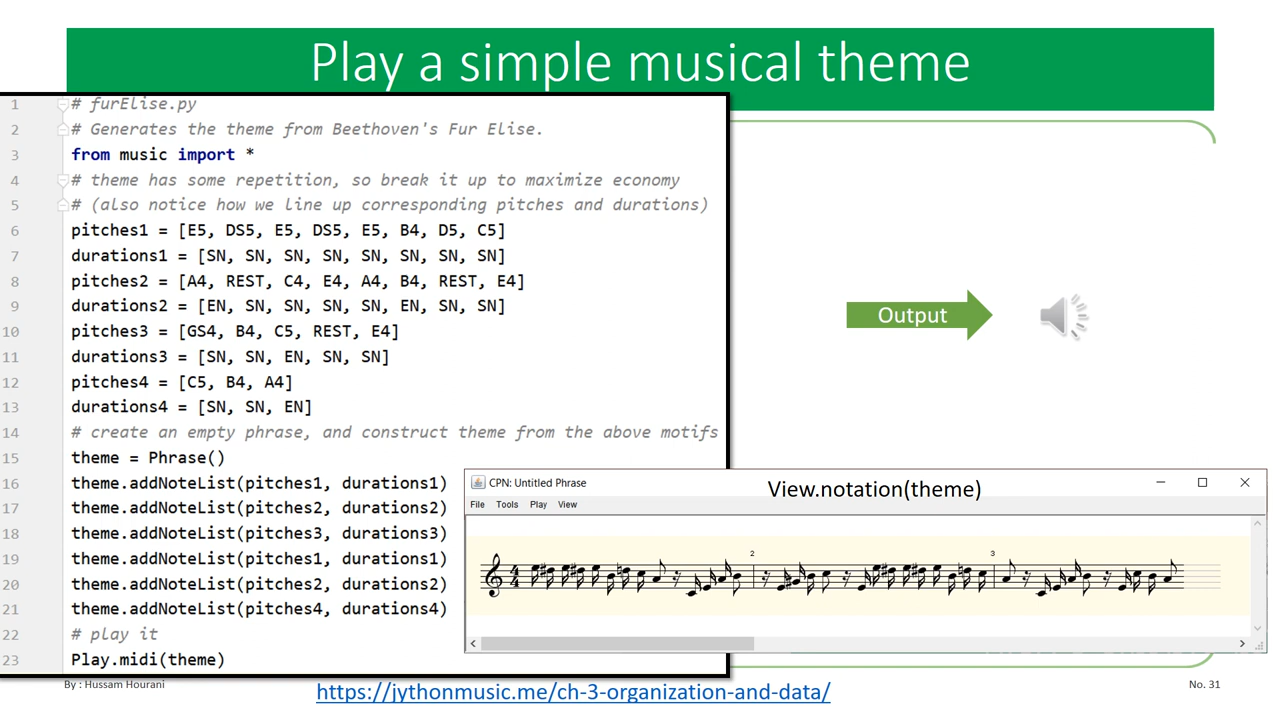 Play a simple musical theme
1 # furElise.py
2 # Generates the theme from Beethoven's Fur Elise.
3 from music import *
4 # theme has some repetition, so break it up to maximize economy
5 # (also notice how we line up corresponding pitches and durations)
6 pitches1 = [E5, DS5, E5, DS5, E5, B4, D5, C5]
7 durations1 = [SN, SN, SN, SN, SN, SN, SN, SN]
8 pitches2 = [A4, REST, C4, E4, A4, B4, REST, E4]
9 durations2 = [EN, SN, SN, SN, SN, EN, SN, SN]
10 pitches3 = [GS4, B4, C5, REST, E4]
11 durations3 = [SN, SN, EN, SN, SN]
12 pitches4 = [C5, B4, A4]
13 durations4 = [SN, SN, EN]
14 # create an empty phrase, and construct theme from the above motifs
15 theme = Phrase()
16 theme.addNoteList(pitches1, durations1)
17 theme.addNoteList(pitches2, durations2)
18 theme.addNoteList(pitches3, durations3)
19 theme.addNoteList(pitches1, durations1)
20 theme.addNoteList(pitches2, durations2)
21 theme.addNoteList(pitches4, durations4)
22 # play it
23 Play.midi(theme)
Output
CPN: Untitled Phrase
View.notation(theme)
File Tools Play View
2 3
4
4
By : Hussam Hourani
https://jythonmusic.me/ch-3-organization-and-data/
No. 31